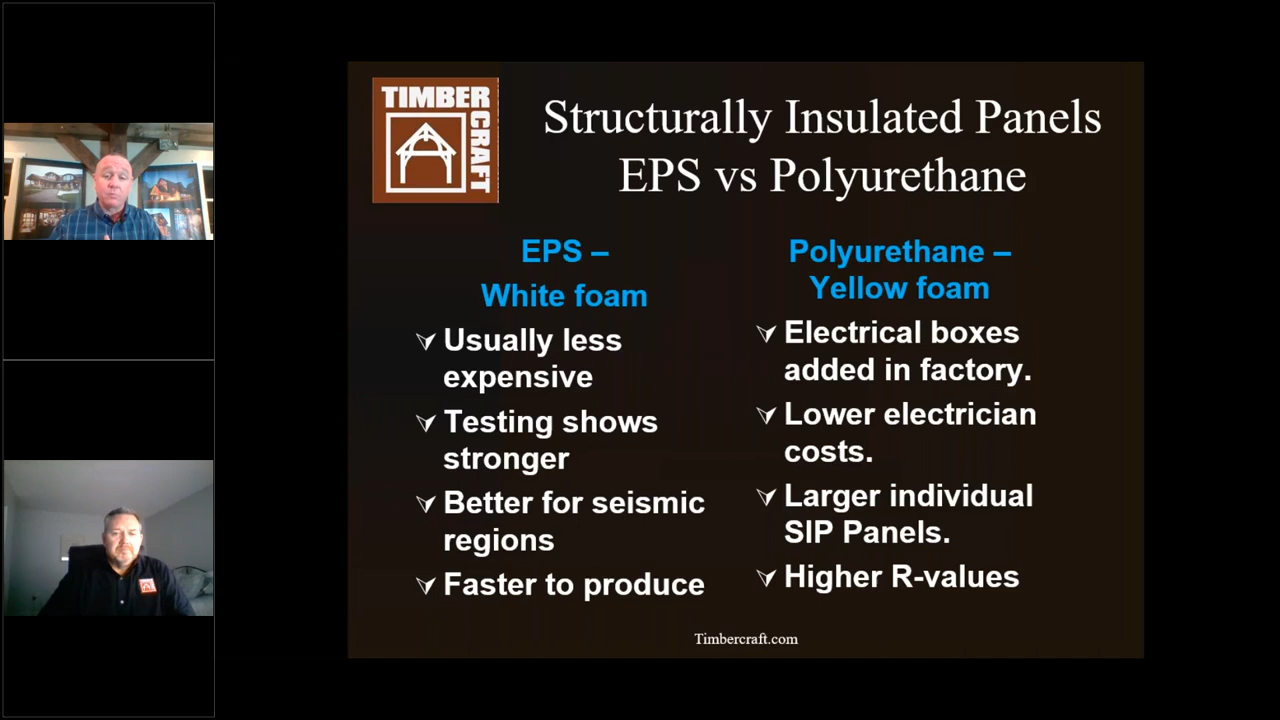 TIMBER
CRAFT
Structurally Insulated Panels
EPS vs Polyurethane
EPS –
White foam
Usually less
expensive
Testing shows
stronger
Better for seismic
regions
Faster to produce
Polyurethane –
Yellow foam
Electrical boxes
added in factory.
Lower electrician
costs.
Larger individual
SIP Panels.
Higher R-values
Timbercraft.com